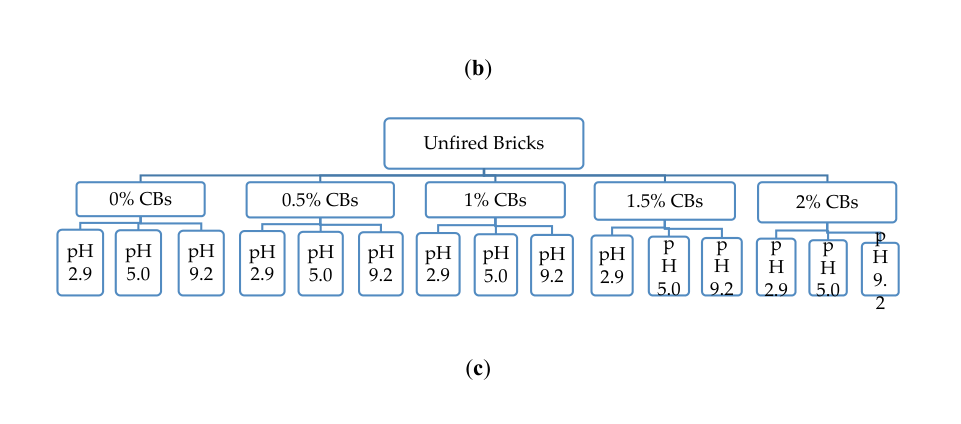 (b)
Unfired Bricks
0% CBs
0.5% CBs
1% CBs
1.5% CBs
2% CBs
pH
2.9
pH
5.0
pH
9.2
pH
2.9
pH
5.0
pH
9.2
pH
2.9
pH
5.0
pH
9.2
pH
2.9
p
H
5.0
p
H
9.2
p
H
2.9
p
H
5.0
p
H
9.
2
(c)